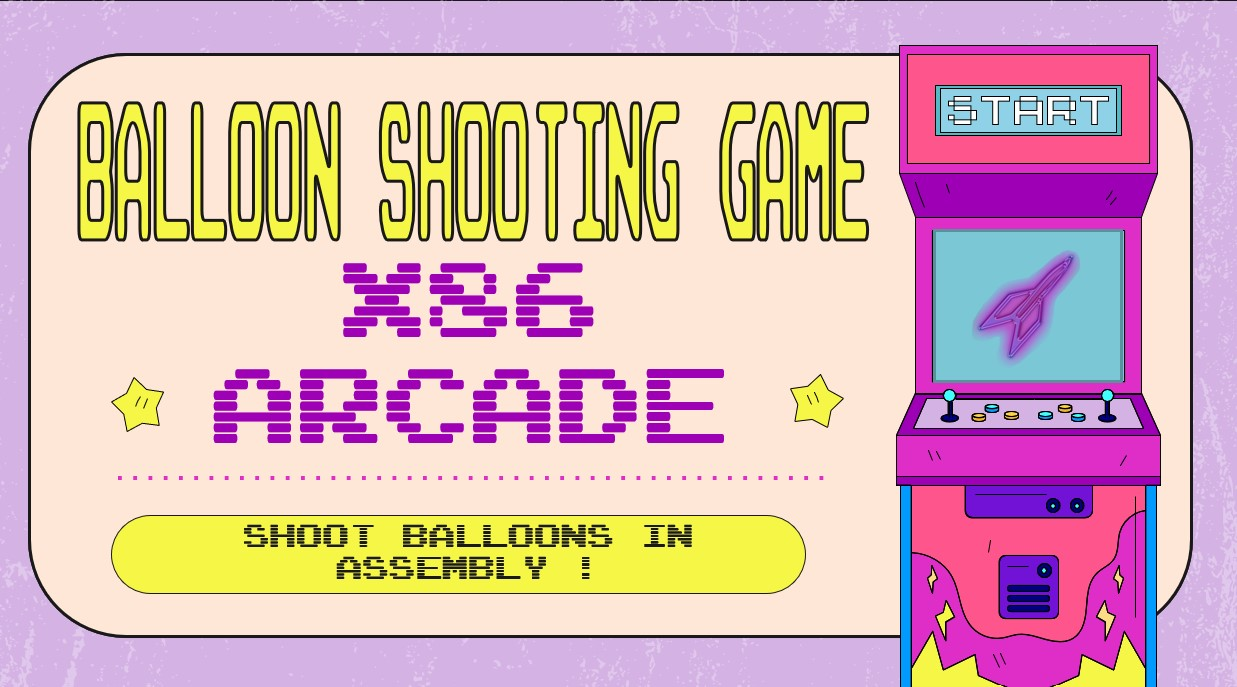 BALLOON SHOOTING GAME
X86
ARCADE
SHOOT BALLOONS IN
ASSEMBLY !
START